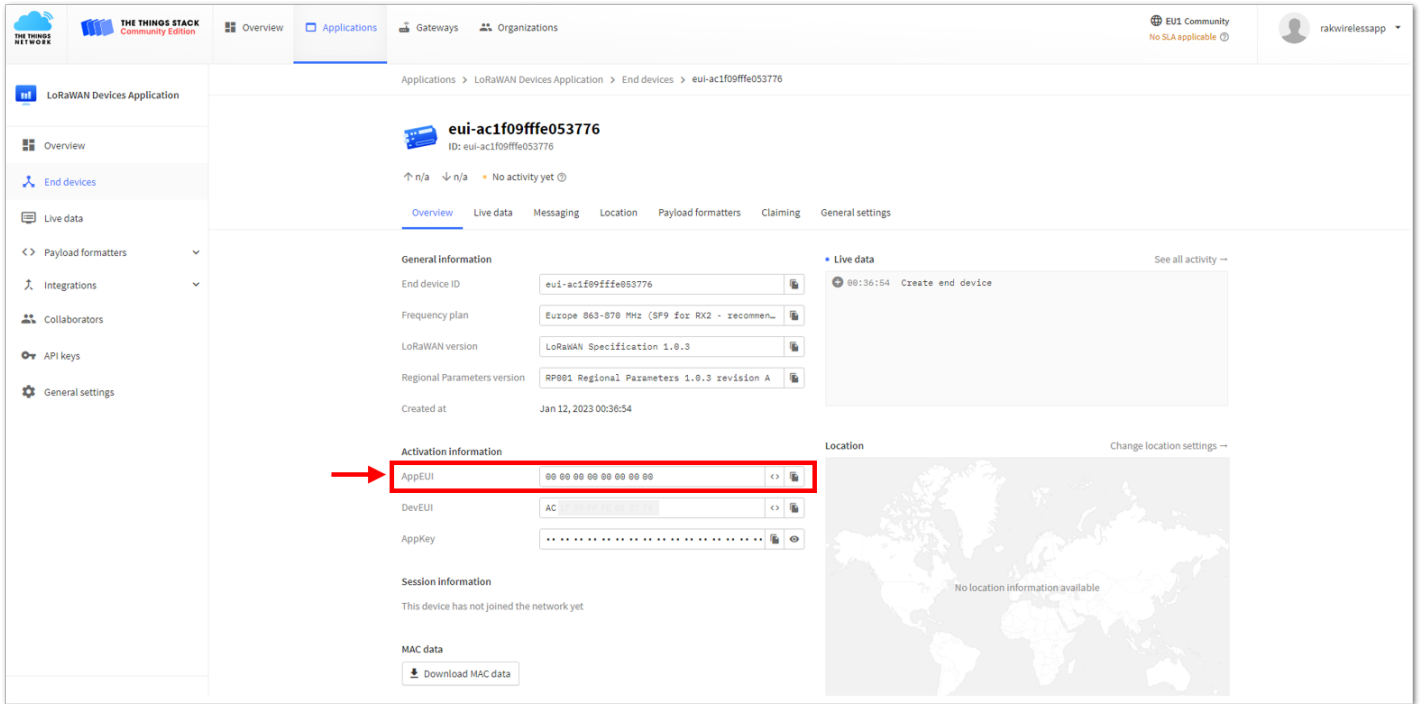 THE THINGS NETWORK
THE THINGS STACK
Community Edition
Overview
Applications
Gateways
Organizations
EU1 Community
No SLA applicable
rakwirelessapp
LoRaWAN Devices Application
Overview
End devices
Live data
Payload formatters
Integrations
Collaborators
API keys
General settings
Applications > LoRaWAN Devices Application > End devices > eui-ac1f09fffe053776
eui-ac1f09fffe053776
ID: eui-ac1f09fffe053776
↑ n/a ↓ n/a • No activity yet
Overview Live data Messaging Location Payload formatters Claiming General settings
General information
End device ID eui-ac1f09fffe053776
Frequency plan Europe 863-870 MHz (SF9 for RX2 - recommen…
LoRaWAN version LoRaWAN Specification 1.0.3
Regional Parameters version RP001 Regional Parameters 1.0.3 revision A
Created at Jan 12, 2023 00:36:54
Activation information
AppEUI 00 00 00 00 00 00 00 00
DevEUI AC
AppKey
Session information
This device has not joined the network yet
MAC data
Download MAC data
• Live data See all activity →
00:36:54 Create end device
Location Change location settings →
No location information available